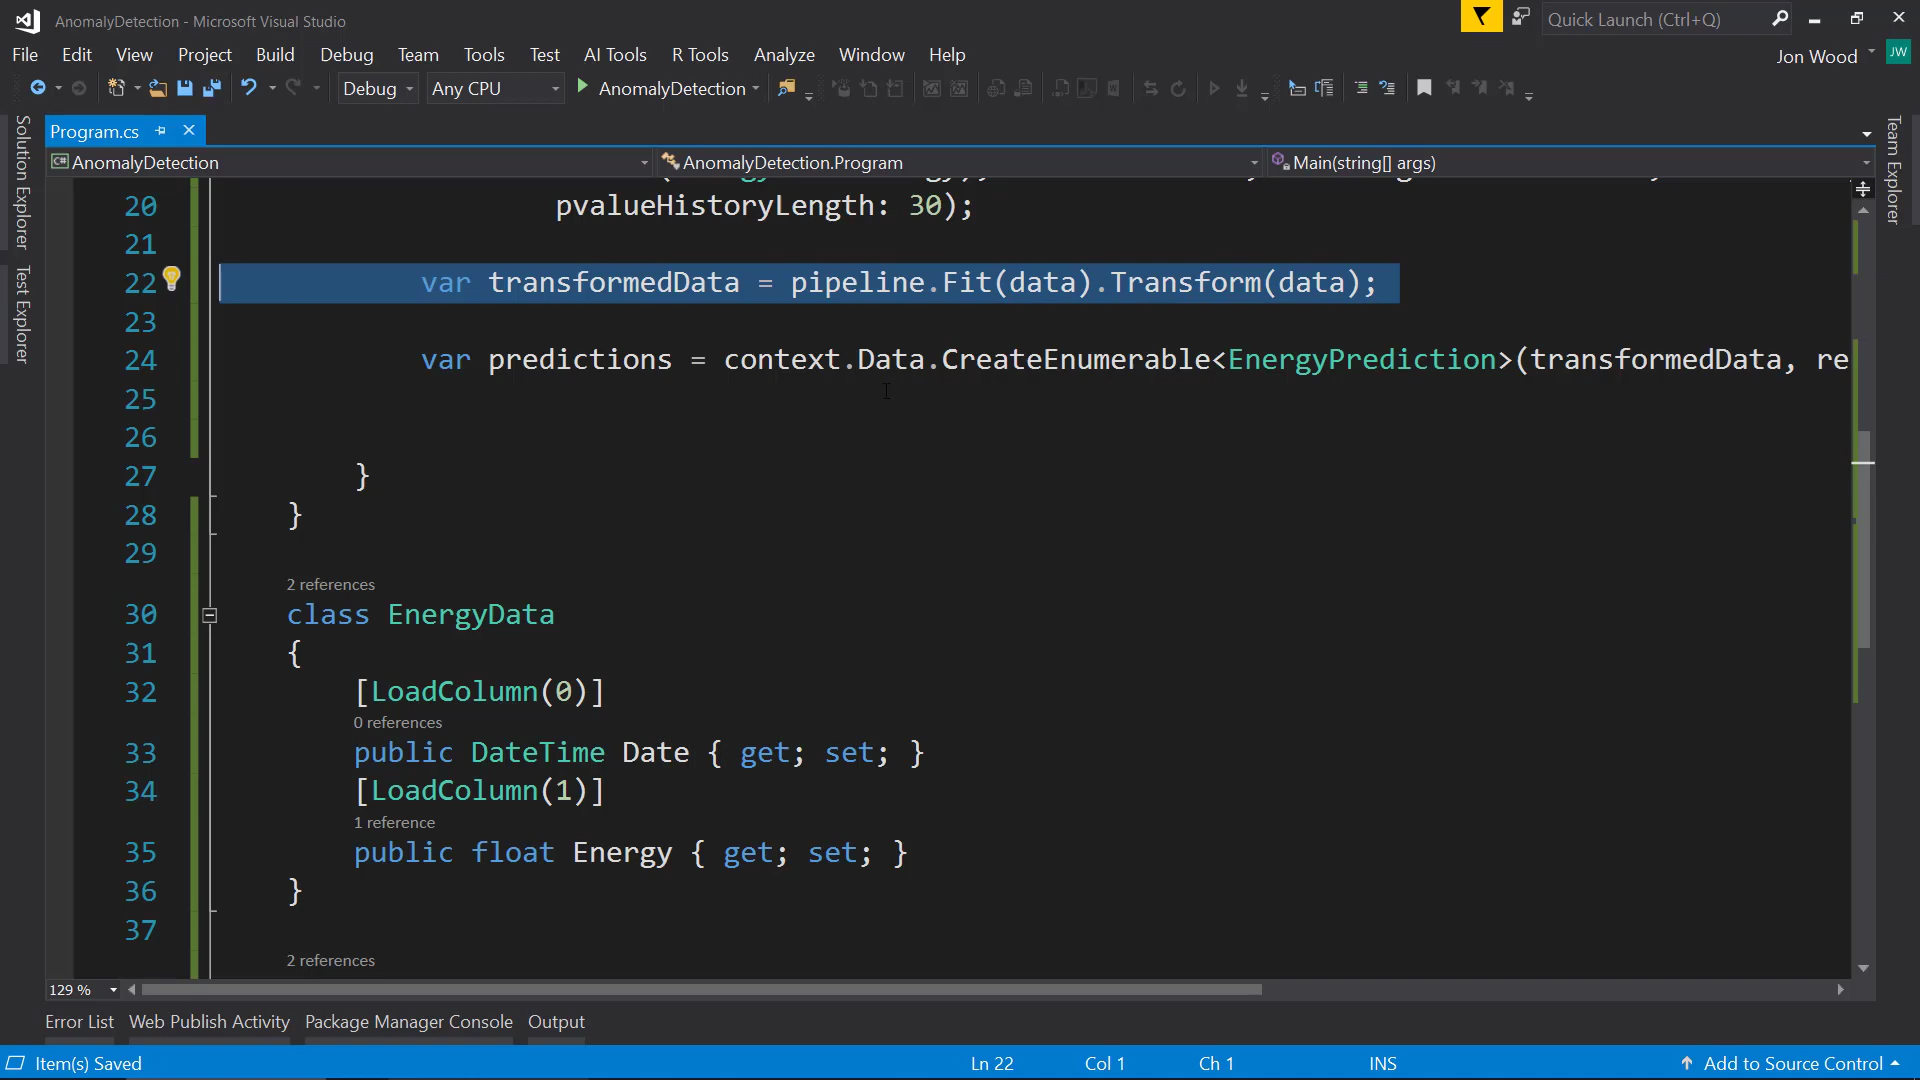 AnomalyDetection - Microsoft Visual Studio
Quick Launch (Ctrl+Q)
File Edit View Project Build Debug Team Tools Test AI Tools R Tools Analyze Window Help
Jon Wood JW
Debug Any CPU AnomalyDetection
Solution Explorer
Test Explorer
Team Explorer
Program.cs
AnomalyDetection AnomalyDetection.Program Main(string[] args)
20 pvalueHistoryLength: 30);
21
22 var transformedData = pipeline.Fit(data).Transform(data);
23
24 var predictions = context.Data.CreateEnumerable<EnergyPrediction>(transformedData, re
25
26
27 }
28 }
29
2 references
30 class EnergyData
31 {
32 [LoadColumn(0)]
0 references
33 public DateTime Date { get; set; }
34 [LoadColumn(1)]
1 reference
35 public float Energy { get; set; }
36 }
37
2 references
129 %
Error List Web Publish Activity Package Manager Console Output
Item(s) Saved Ln 22 Col 1 Ch 1 INS Add to Source Control